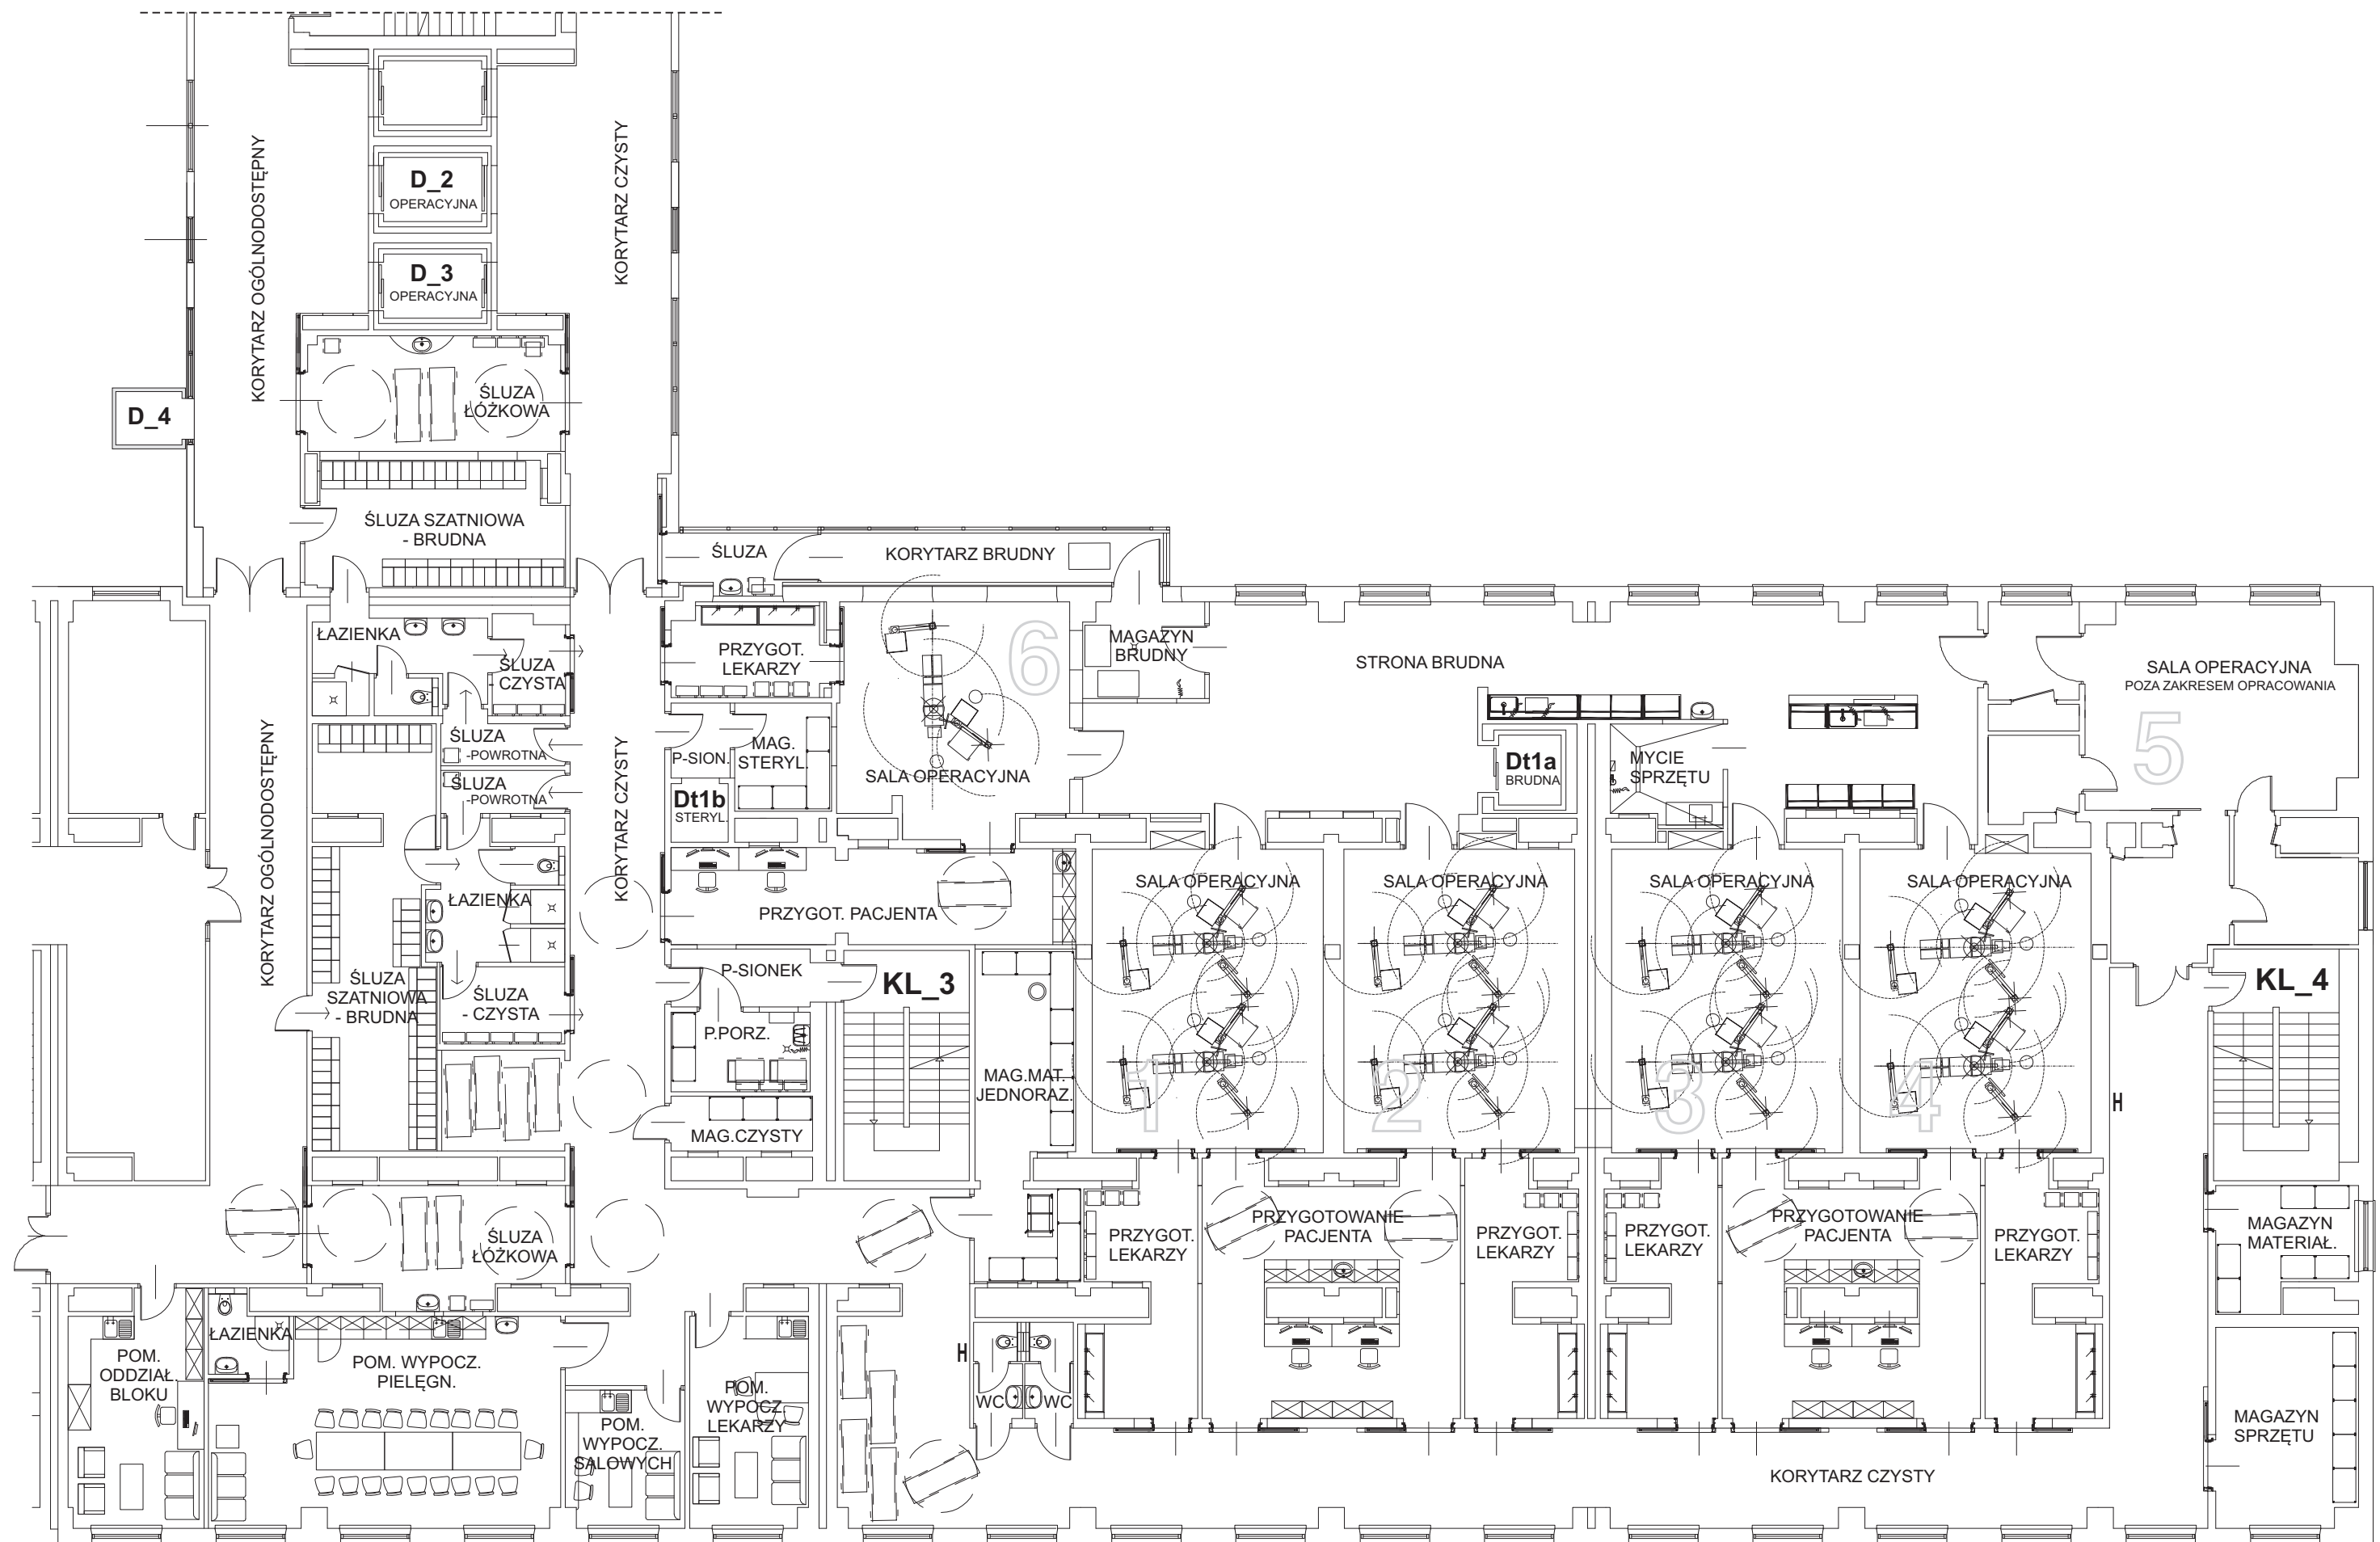 D_2
OPERACYJNA
D_3
OPERACYJNA
KORYTARZ OGÓLNODOSTĘPNY
KORYTARZ CZYSTY
D_4
ŚLUZA
ŁÓŻKOWA
ŚLUZA SZATNIOWA
- BRUDNA
ŚLUZA
KORYTARZ BRUDNY
ŁAZIENKA
ŚLUZA
- CZYSTA
PRZYGOT.
LEKARZY
6
MAGAZYN
BRUDNY
STRONA BRUDNA
SALA OPERACYJNA
POZA ZAKRESEM OPRACOWANIA
5
KORYTARZ OGÓLNODOSTĘPNY
ŚLUZA
-POWROTNA
ŚLUZA
-POWROTNA
KORYTARZ CZYSTY
P-SION.
MAG.
STERYL.
SALA OPERACYJNA
Dt1b
STERYL.
Dt1a
BRUDNA
MYCIE
SPRZĘTU
ŁAZIENKA
PRZYGOT. PACJENTA
SALA OPERACYJNA
SALA OPERACYJNA
SALA OPERACYJNA
SALA OPERACYJNA
ŚLUZA
SZATNIOWA
- BRUDNA
ŚLUZA
- CZYSTA
P-SIONEK
KL_3
KL_4
P.PORZ.
MAG.MAT.
JEDNORAZ.
1
2
3
4
H
MAG.CZYSTY
ŚLUZA
ŁÓŻKOWA
PRZYGOT.
LEKARZY
PRZYGOTOWANIE
PACJENTA
PRZYGOT.
LEKARZY
PRZYGOT.
LEKARZY
PRZYGOTOWANIE
PACJENTA
PRZYGOT.
LEKARZY
MAGAZYN
MATERIAŁ.
ŁAZIENKA
POM.
ODDZIAŁ.
BLOKU
POM. WYPOCZ.
PIELĘGN.
POM.
WYPOCZ.
SALOWYCH
POM.
WYPOCZ.
LEKARZY
H
WC
WC
MAGAZYN
SPRZĘTU
KORYTARZ CZYSTY